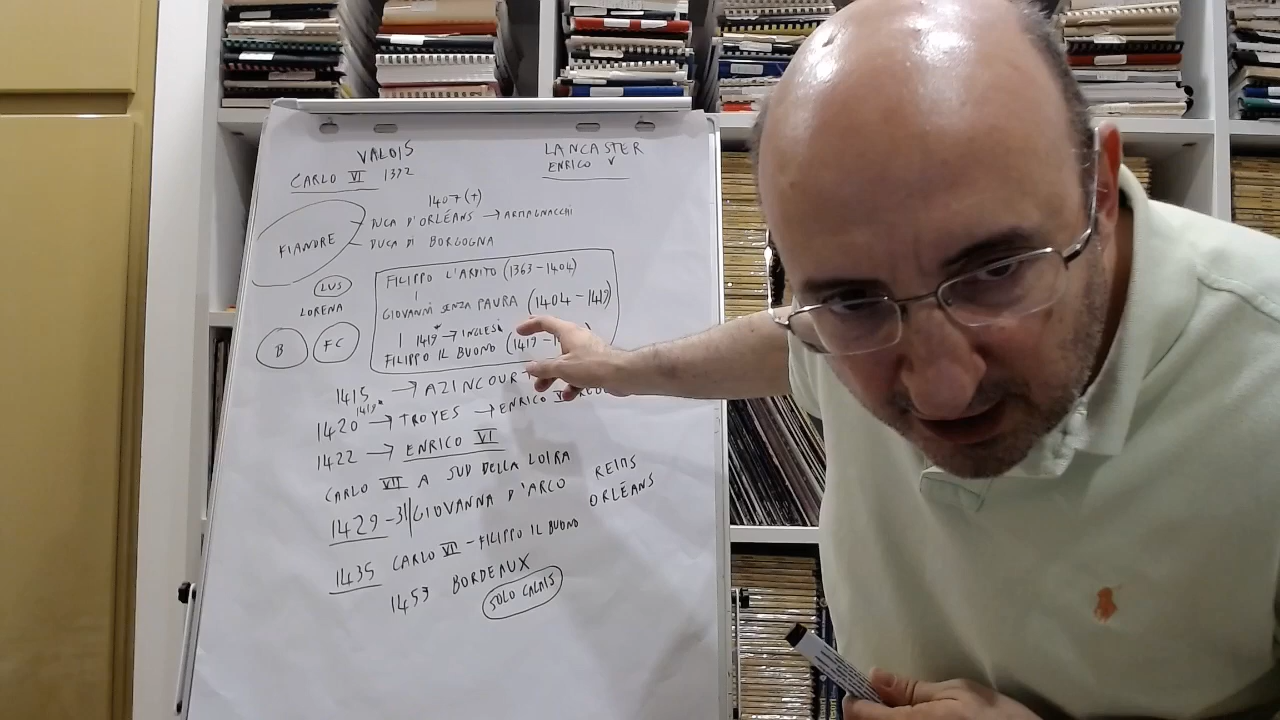 VALOIS
CARLO VI 1392
LANCASTER
ENRICO V
1407 (†)
FIANDRE
DUCA D'ORLÉANS → ARMAGNACCHI
DUCA DI BORGOGNA
LUS
LORENA
B
FC
FILIPPO L'ARDITO (1363-1404)
GIOVANNI SENZA PAURA (1404-1419)
1419 → INGLESI
FILIPPO IL BUONO (1419-
1415 → AZINCOURT
1419
1420 → TROYES → ENRICO V
1422 → ENRICO VI
CARLO VII A SUD DELLA LOIRA
1429-31 GIOVANNA D'ARCO
REIMS
ORLÉANS
1435 CARLO VII - FILIPPO IL BUONO
1453 BORDEAUX
SOLO CALAIS